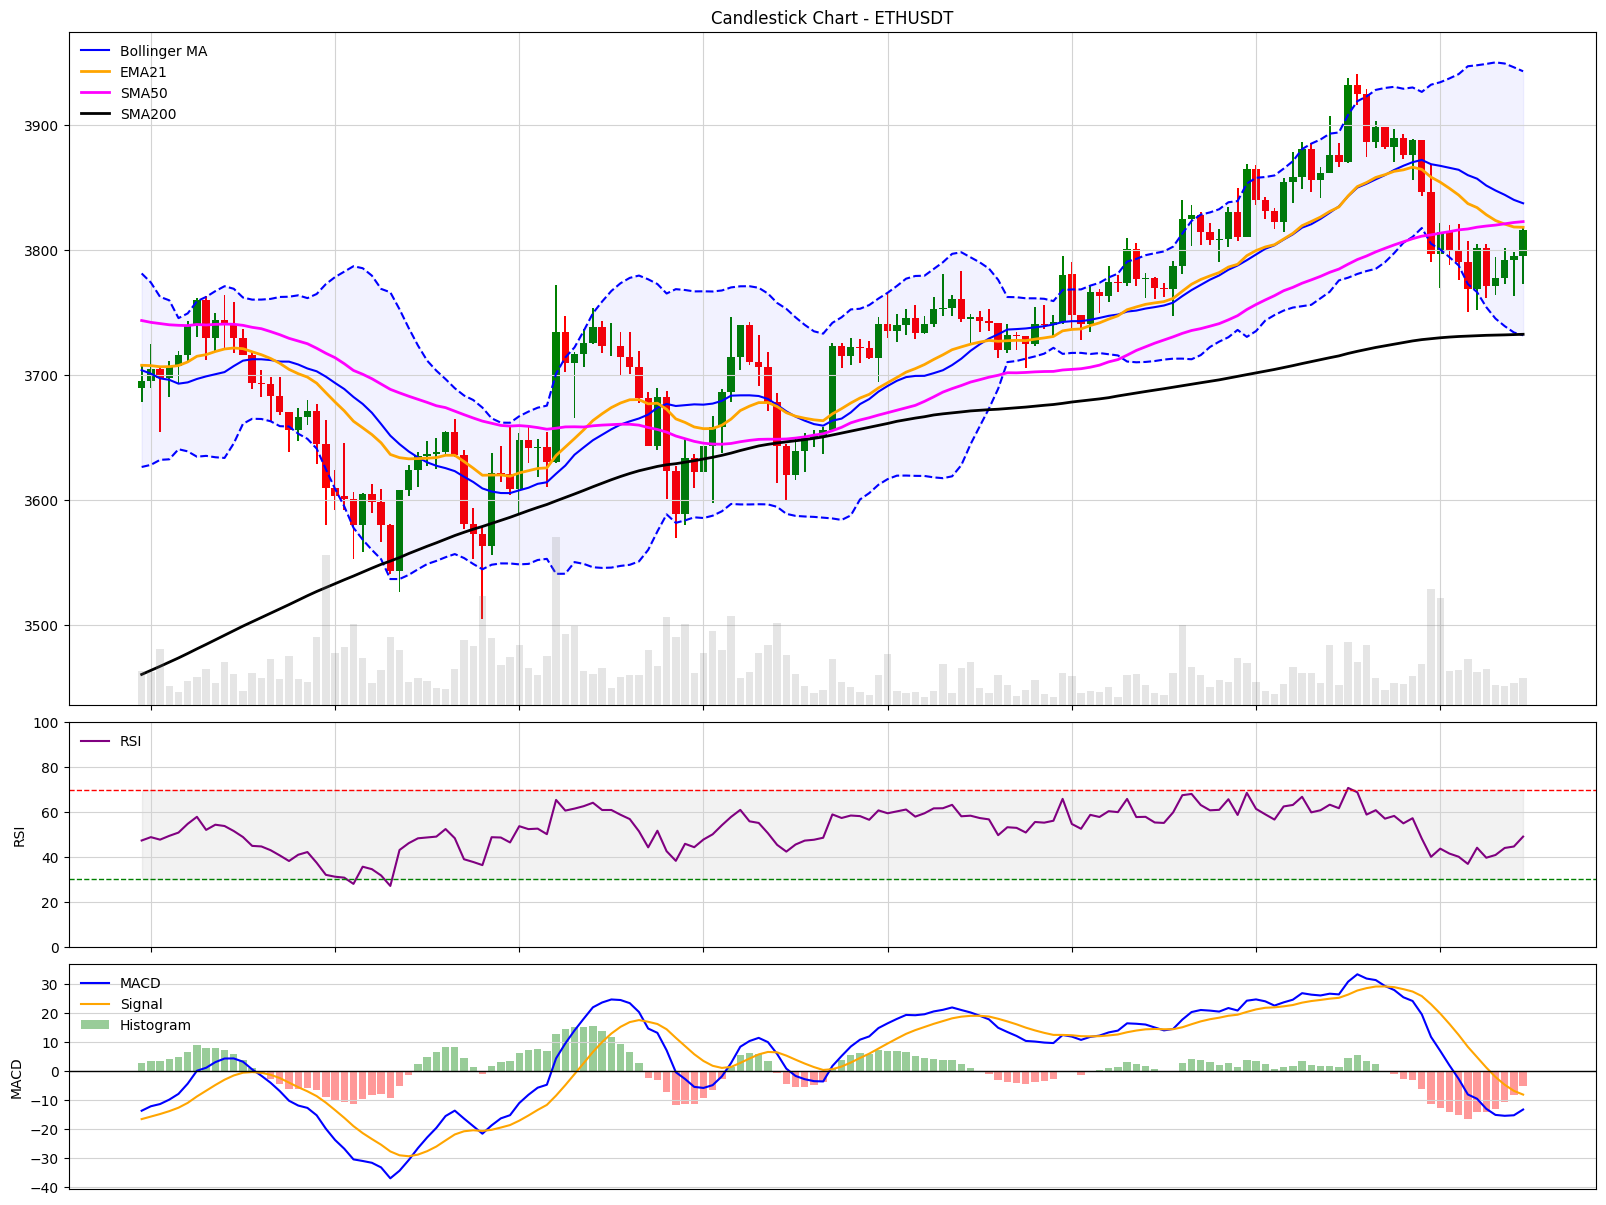 Candlestick Chart - ETHUSDT
Bollinger MA
EMA21
SMA50
SMA200
3900
3800
3700
3600
3500
RSI
100
80
60
40
20
0
RSI
MACD
Signal
Histogram
30
20
10
0
−10
−20
−30
−40
MACD